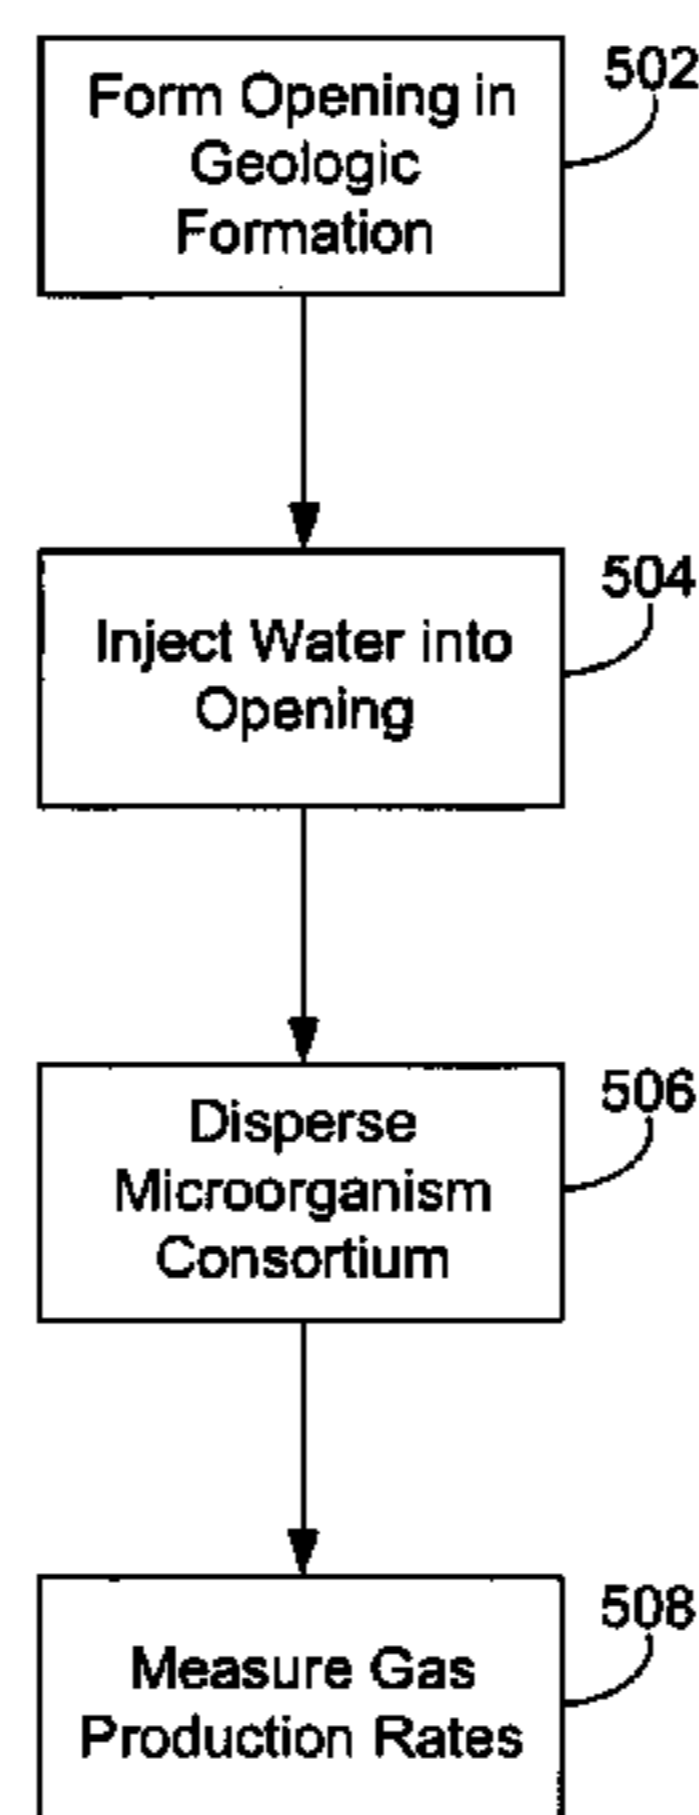 Form Opening in
Geologic
Formation
502
Inject Water into
Opening
504
Disperse
Microorganism
Consortium
506
Measure Gas
Production Rates
508